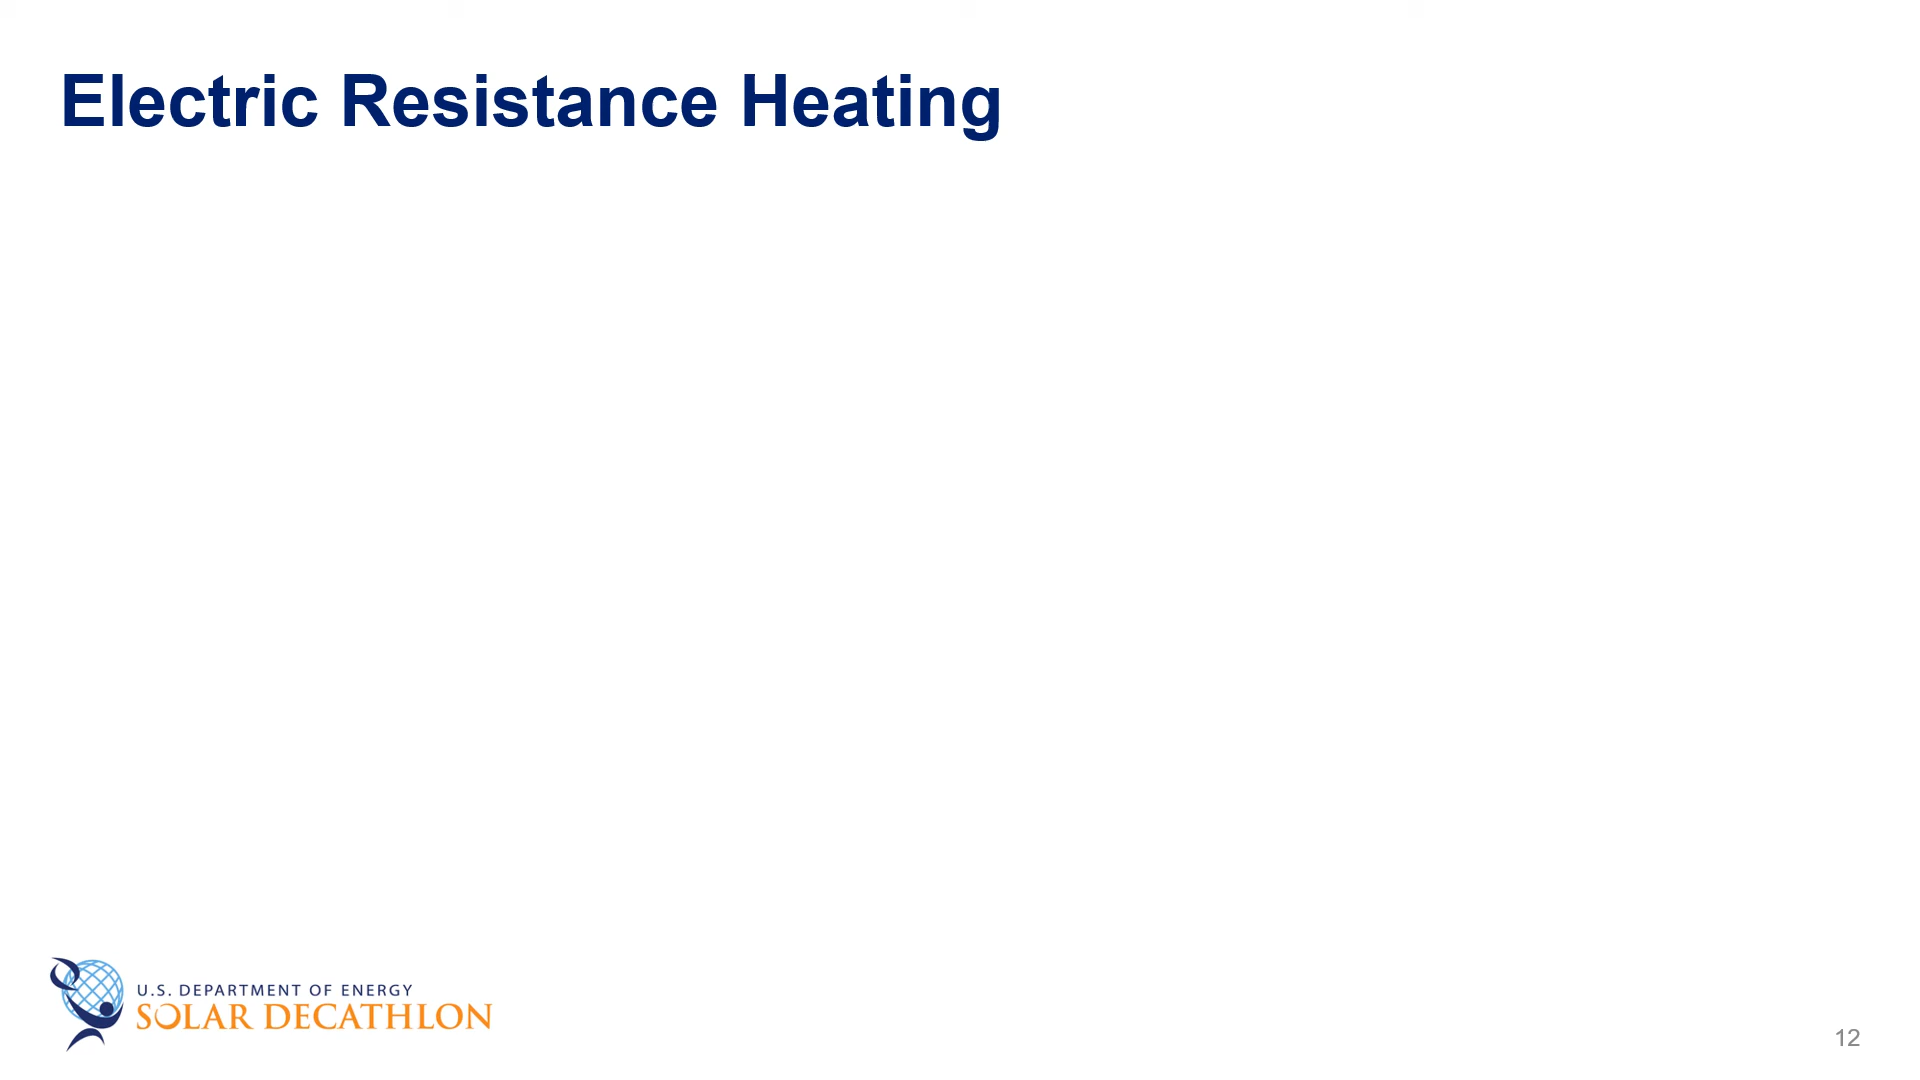 Electric Resistance Heating
U.S. DEPARTMENT OF ENERGY
SOLAR DECATHLON
12